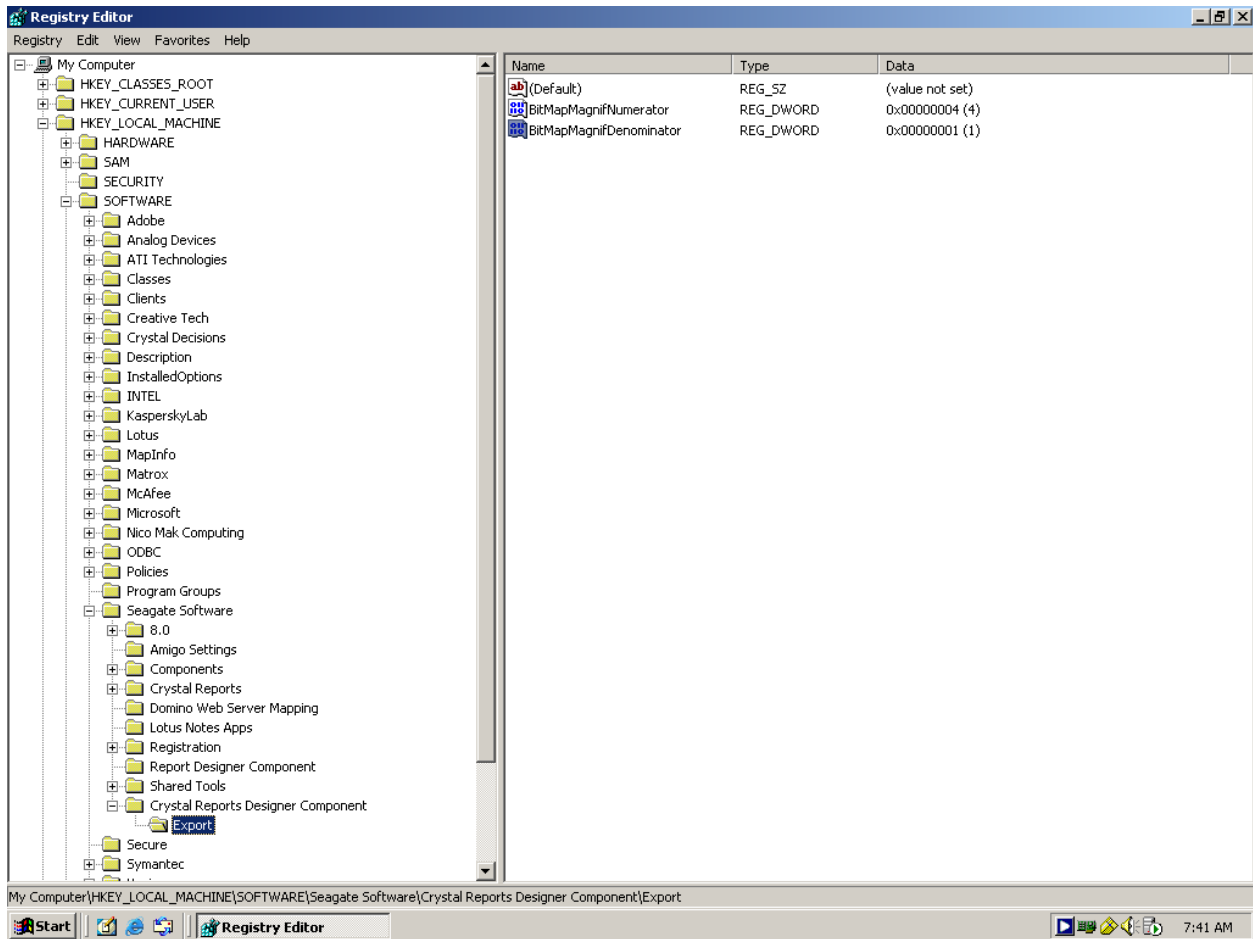 Registry Editor
Registry Edit View Favorites Help
My Computer
HKEY_CLASSES_ROOT
HKEY_CURRENT_USER
HKEY_LOCAL_MACHINE
HARDWARE
SAM
SECURITY
SOFTWARE
Adobe
Analog Devices
ATI Technologies
Classes
Clients
Creative Tech
Crystal Decisions
Description
InstalledOptions
INTEL
KasperskyLab
Lotus
MapInfo
Matrox
McAfee
Microsoft
Nico Mak Computing
ODBC
Policies
Program Groups
Seagate Software
8.0
Amigo Settings
Components
Crystal Reports
Domino Web Server Mapping
Lotus Notes Apps
Registration
Report Designer Component
Shared Tools
Crystal Reports Designer Component
Export
Secure
Symantec
Name Type Data
(Default) REG_SZ (value not set)
BitMapMagnifNumerator REG_DWORD 0x00000004 (4)
BitMapMagnifDenominator REG_DWORD 0x00000001 (1)
My Computer\HKEY_LOCAL_MACHINE\SOFTWARE\Seagate Software\Crystal Reports Designer Component\Export
Start Registry Editor 7:41 AM